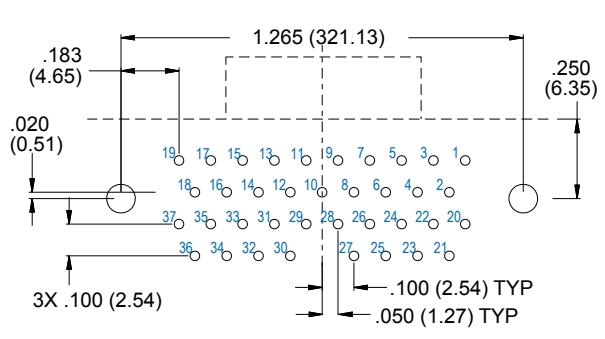 1.265 (321.13)
.183
(4.65)
.250
(6.35)
.020
(0.51)
19 17 15 13 11 9 7 5 3 1
18 16 14 12 10 8 6 4 2
37 35 33 31 29 28 26 24 22 20
36 34 32 30 27 25 23 21
3X .100 (2.54)
.100 (2.54) TYP
.050 (1.27) TYP